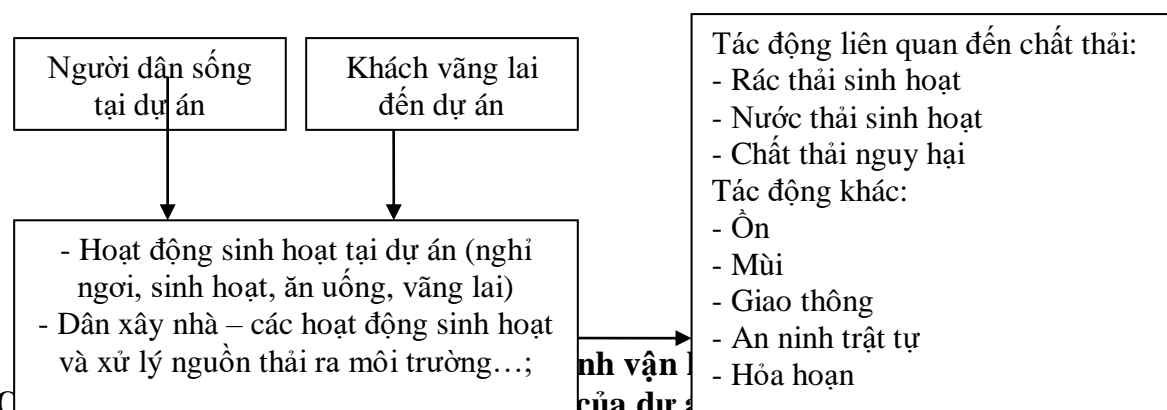 Người dân sống
tại dự án
Khách vãng lai
đến dự án
- Hoạt động sinh hoạt tại dự án (nghỉ
ngơi, sinh hoạt, ăn uống, vãng lai)
- Dân xây nhà – các hoạt động sinh hoạt
và xử lý nguồn thải ra môi trường…;
Tác động liên quan đến chất thải:
- Rác thải sinh hoạt
- Nước thải sinh hoạt
- Chất thải nguy hại
Tác động khác:
- Ồn
- Mùi
- Giao thông
- An ninh trật tự
- Hỏa hoạn
vận
của dự